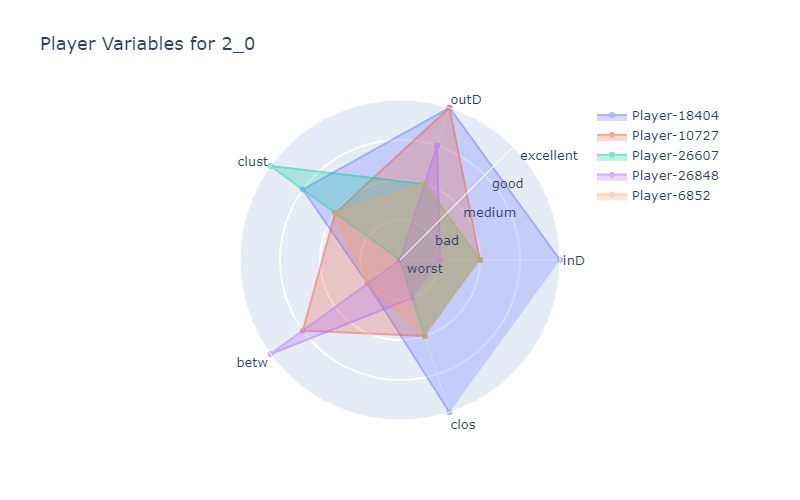 Player Variables for 2_0
outD
Player-18404
Player-10727
Player-26607
Player-26848
Player-6852
clust
excellent
good
medium
bad
worst
inD
betw
clos